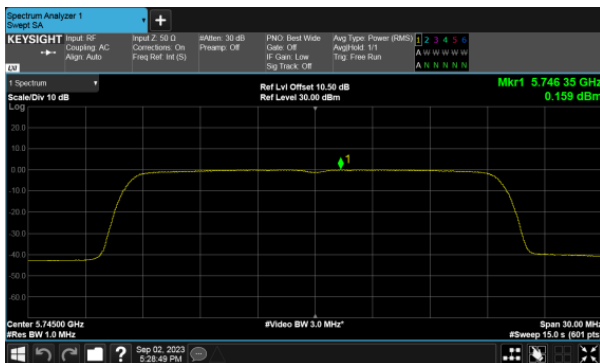 Spectrum Analyzer 1
Swept SA
+
KEYSIGHT
Input: RF
Coupling: AC
Align: Auto
Input Z: 50 Ω
Corrections: On
Freq Ref: Int (S)
#Atten: 30 dB
Preamp: Off
PNO: Best Wide
Gate: Off
IF Gain: Low
Sig Track: Off
Avg Type: Power (RMS)
Avg|Hold: 1/1
Trig: Free Run
1 2 3 4 5 6
A W W W W W
A N N N N N
LXI
1 Spectrum
Scale/Div 10 dB
Ref Lvl Offset 10.50 dB
Ref Level 30.00 dBm
Mkr1 5.746 35 GHz
0.159 dBm
Log
20.0
10.0
0.00
-10.0
-20.0
-30.0
-40.0
-50.0
-60.0
1
Center 5.74500 GHz
#Res BW 1.0 MHz
#Video BW 3.0 MHz*
Span 30.00 MHz
#Sweep 15.0 s (601 pts)
?
Sep 02, 2023
5:28:49 PM